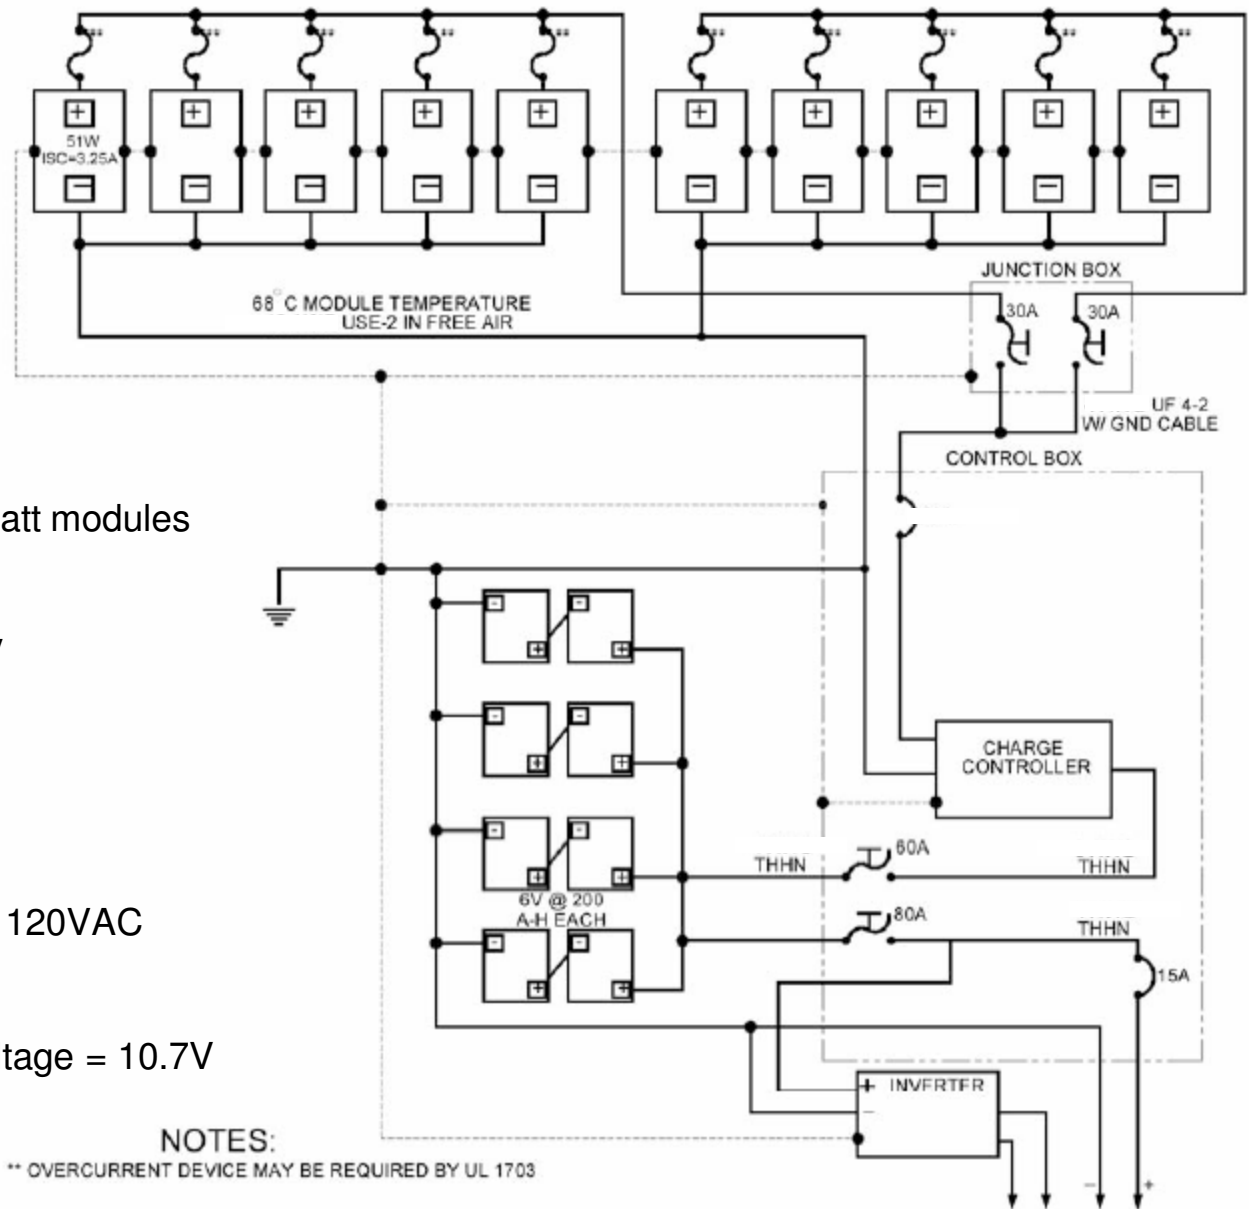 ** ** ** ** ** ** ** ** ** **
+ + + + + + + + + +
51W
ISC=3.25A
- - - - - - - - - -
JUNCTION BOX
68°C MODULE TEMPERATURE
USE-2 IN FREE AIR
30A 30A
UF 4-2
W/ GND CABLE
CONTROL BOX
att modules
- -
+ +
- -
+ +
CHARGE
CONTROLLER
- -
+ +
60A
THHN THHN
6V @ 200
A-H EACH
80A
120VAC
THHN
- -
15A
+ +
tage = 10.7V
+ INVERTER
-
NOTES:
** OVERCURRENT DEVICE MAY BE REQUIRED BY UL 1703
- +